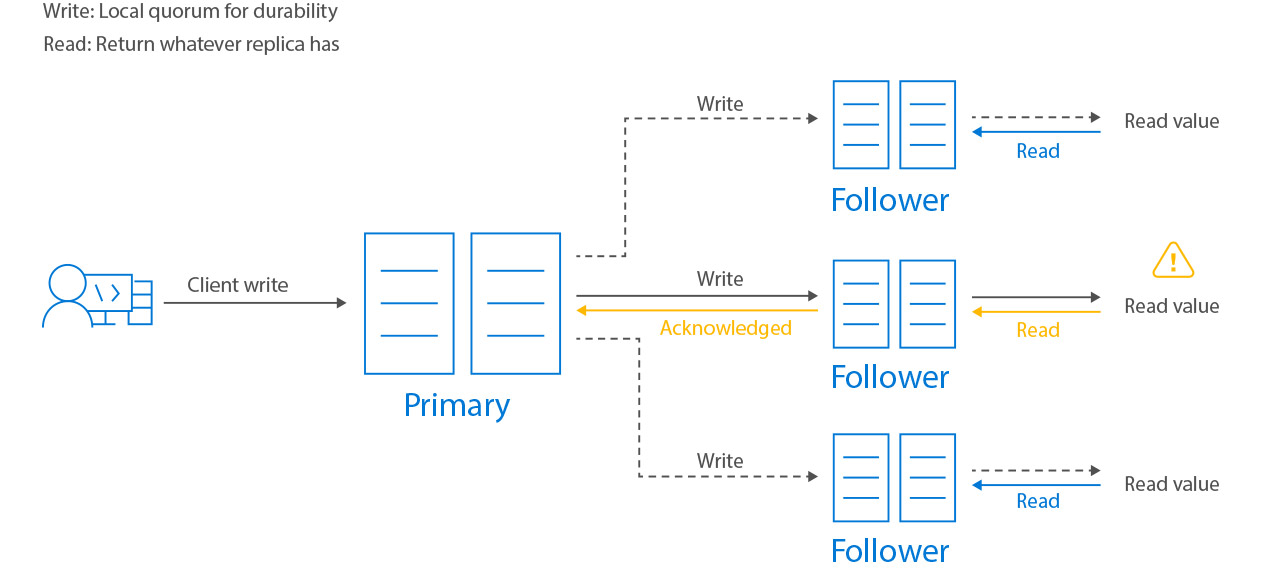 Write: Local quorum for durability
Read: Return whatever replica has
Write
Read value
Read
Follower
Client write
Write
Acknowledged
Read value
Read
Primary
Follower
Write
Read value
Read
Follower